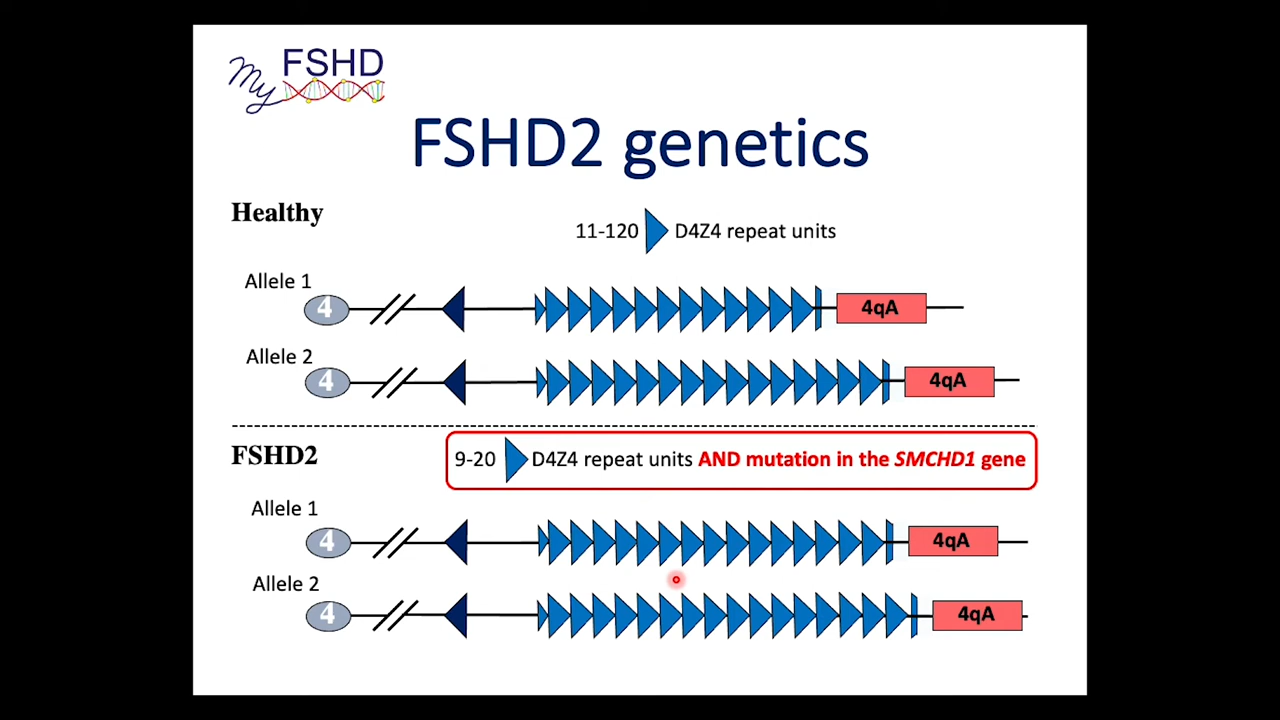 My FSHD
FSHD2 genetics
Healthy
11-120 D4Z4 repeat units
Allele 1
4
4qA
Allele 2
4
4qA
FSHD2
9-20 D4Z4 repeat units AND mutation in the SMCHD1 gene
Allele 1
4
4qA
Allele 2
4
4qA